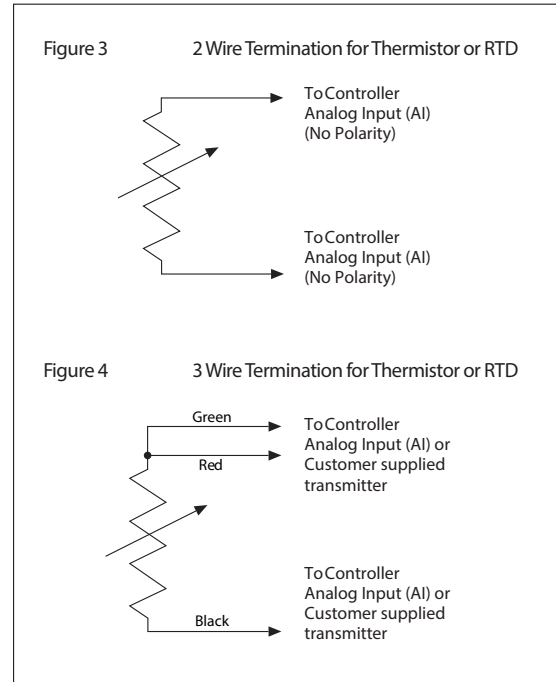 Figure 3 2 Wire Termination for Thermistor or RTD
To Controller
Analog Input (AI)
(No Polarity)
To Controller
Analog Input (AI)
(No Polarity)
Figure 4 3 Wire Termination for Thermistor or RTD
Green
Red
To Controller
Analog Input (AI) or
Customer supplied
transmitter
Black
To Controller
Analog Input (AI) or
Customer supplied
transmitter